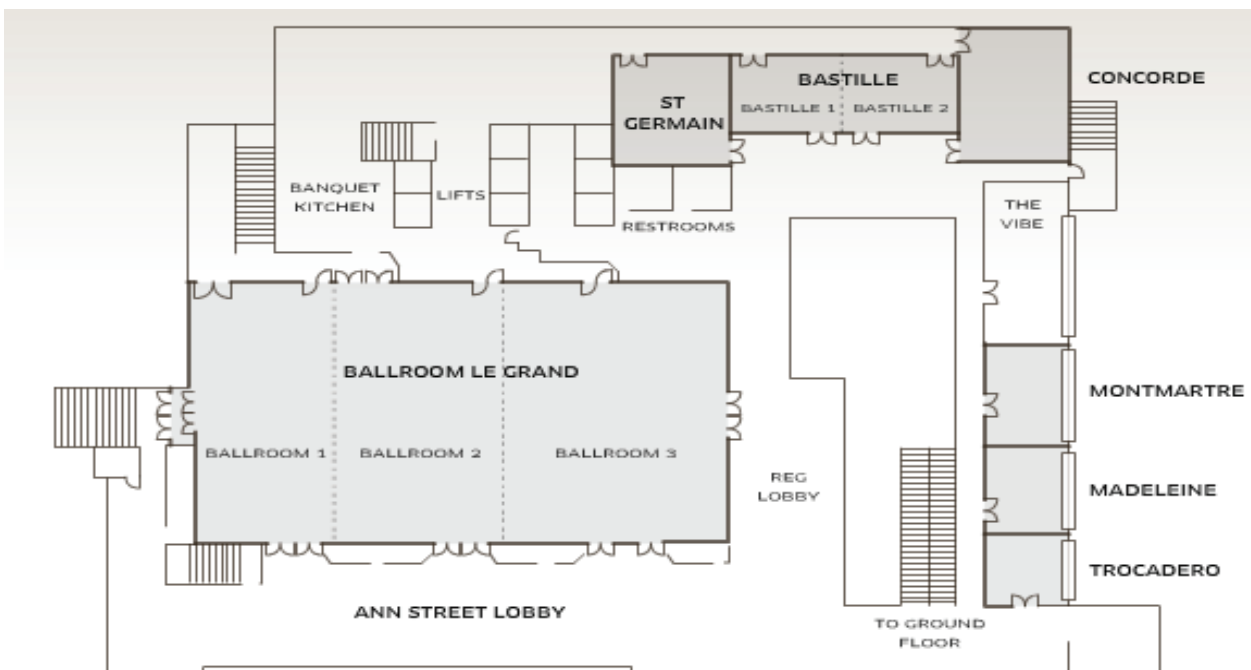 CONCORDE
BASTILLE
BASTILLE 1
BASTILLE 2
ST
GERMAIN
BANQUET
KITCHEN
LIFTS
RESTROOMS
THE
VIBE
BALLROOM LE GRAND
MONTMARTRE
BALLROOM 1
BALLROOM 2
BALLROOM 3
REG
LOBBY
MADELEINE
TROCADERO
ANN STREET LOBBY
TO GROUND
FLOOR